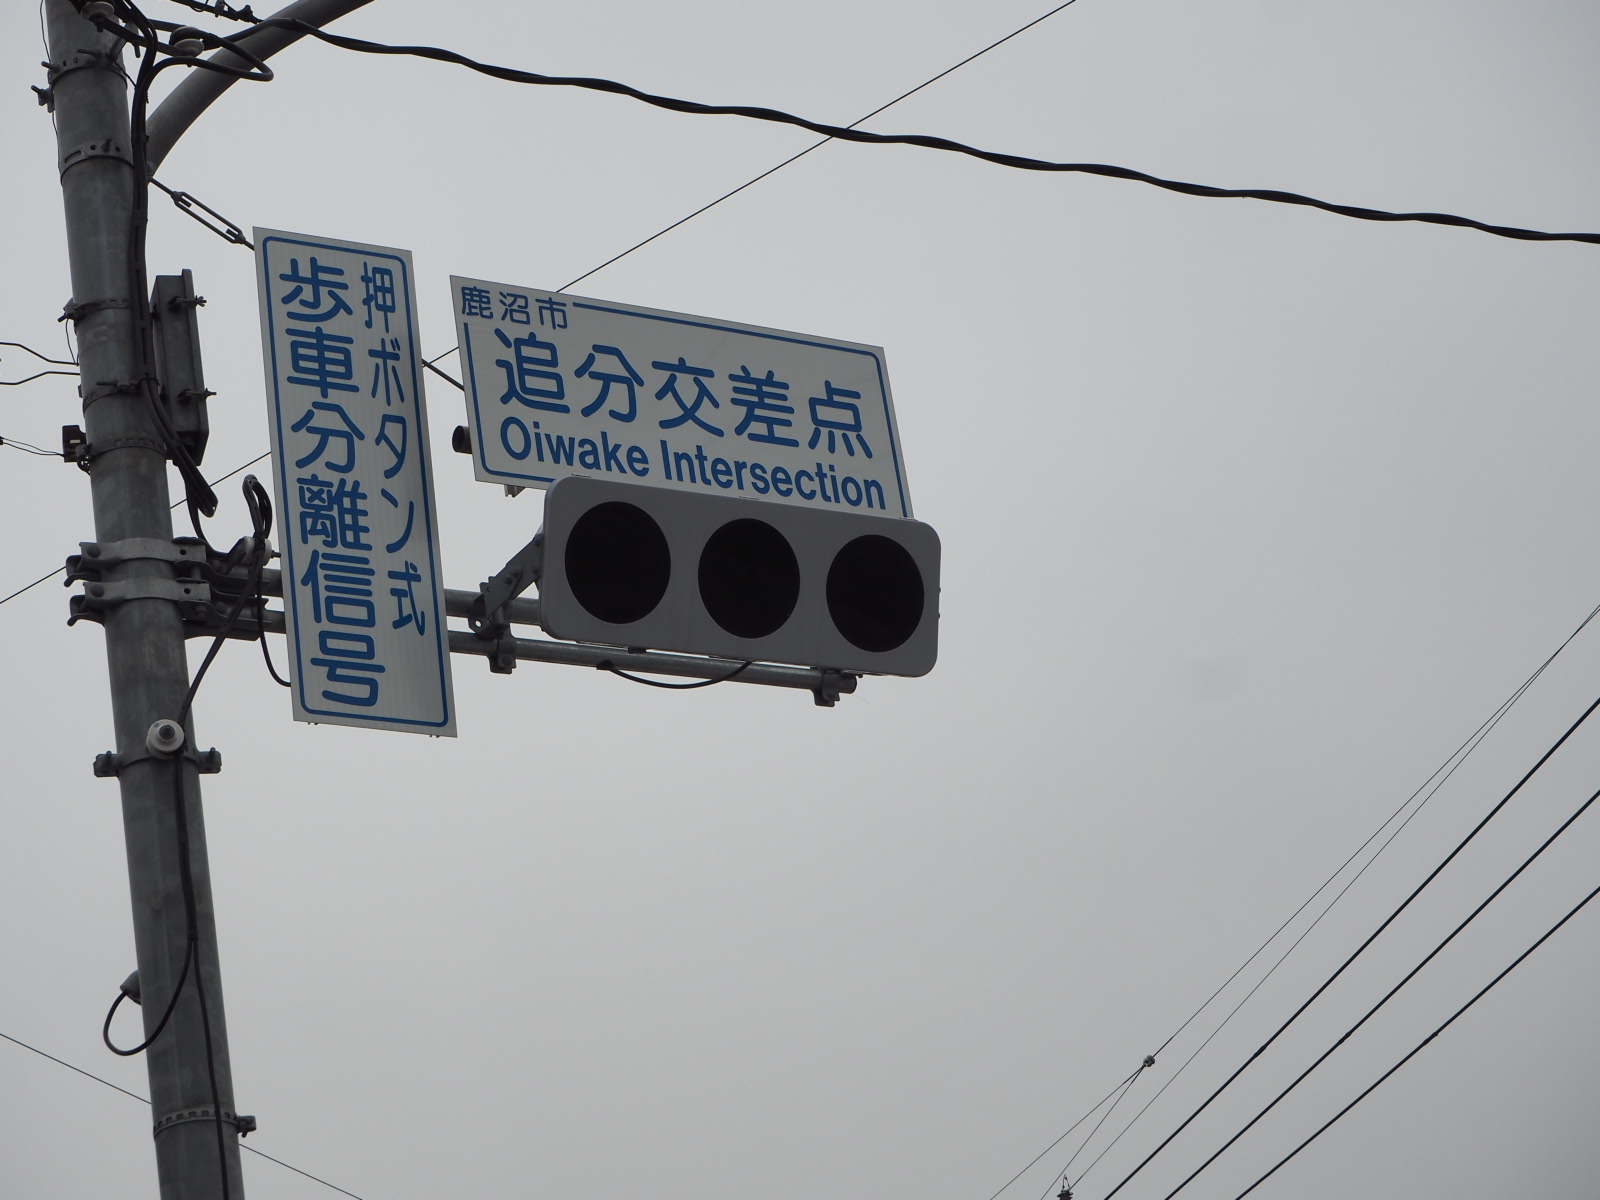 押ボタン式
歩車分離信号
鹿沼市
追分交差点
Oiwake Intersection